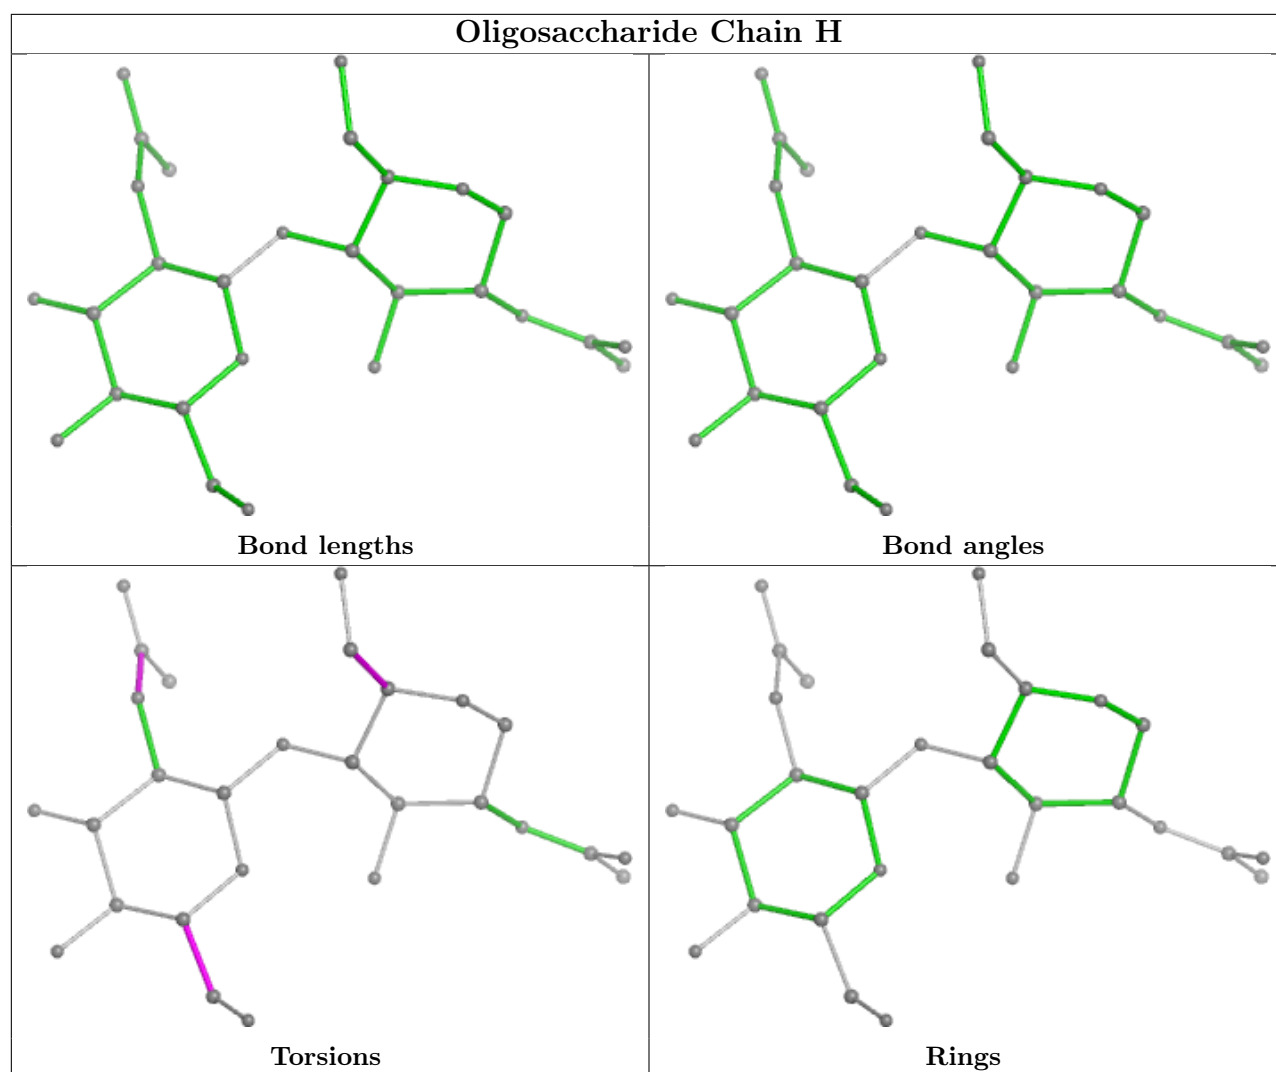 Oligosaccharide Chain H
Bond lengths
Bond angles
Torsions
Rings